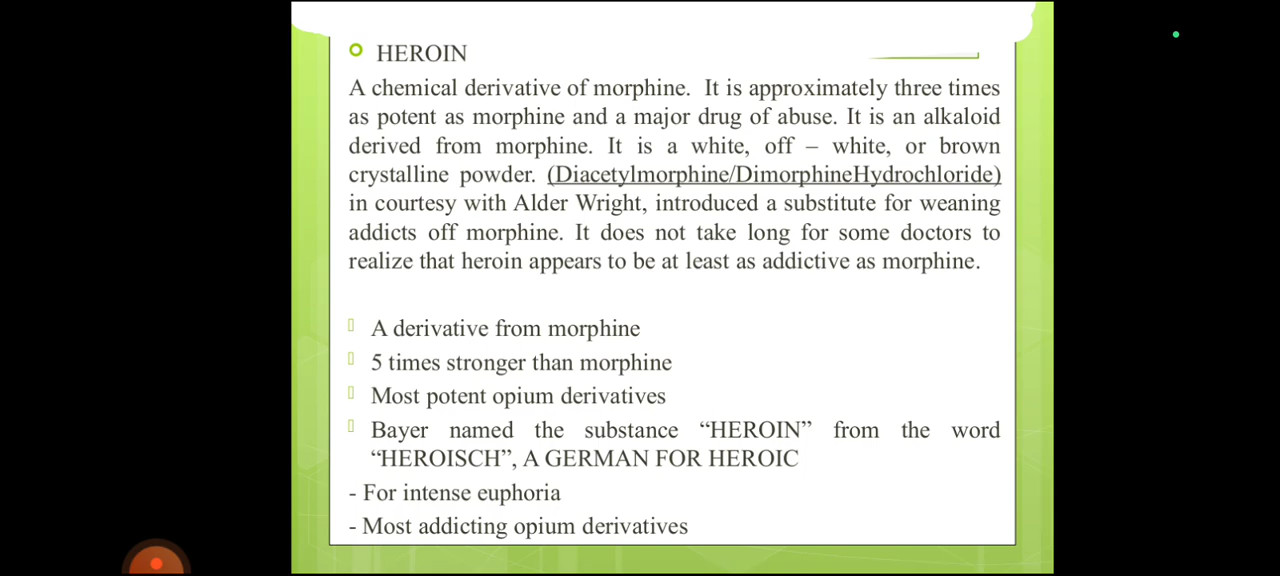 HEROIN
A chemical derivative of morphine. It is approximately three times
as potent as morphine and a major drug of abuse. It is an alkaloid
derived from morphine. It is a white, off – white, or brown
crystalline powder. (Diacetylmorphine/DimorphineHydrochloride)
in courtesy with Alder Wright, introduced a substitute for weaning
addicts off morphine. It does not take long for some doctors to
realize that heroin appears to be at least as addictive as morphine.
A derivative from morphine
5 times stronger than morphine
Most potent opium derivatives
Bayer named the substance “HEROIN” from the word
“HEROISCH”, A GERMAN FOR HEROIC
- For intense euphoria
- Most addicting opium derivatives